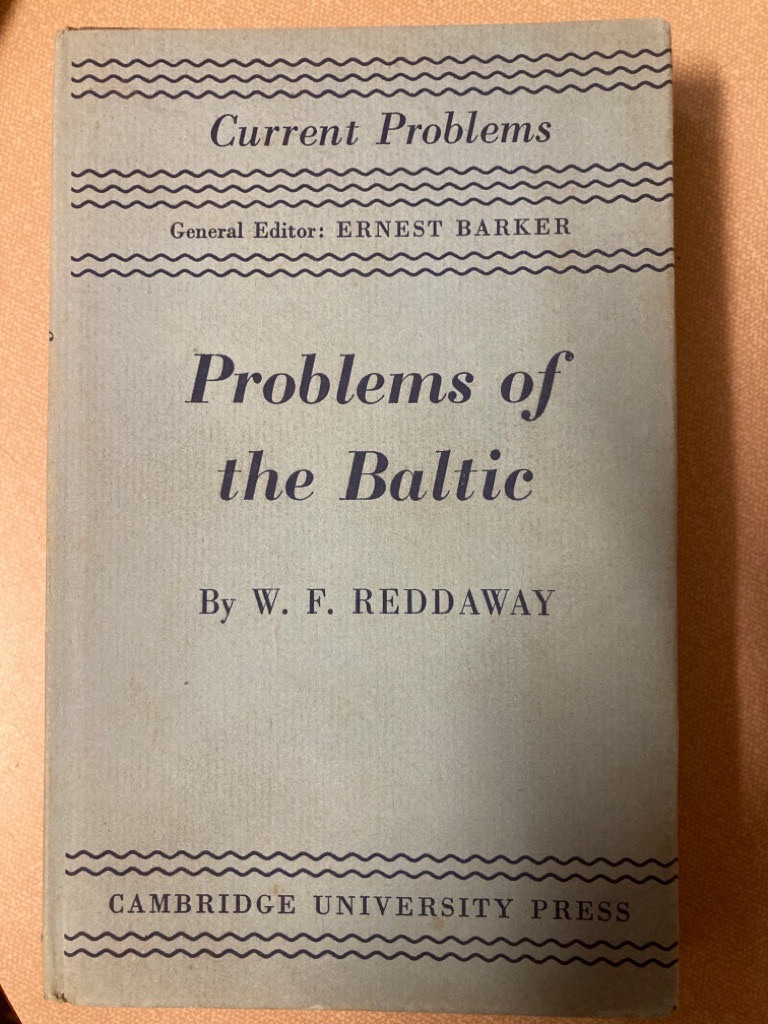 Current Problems
General Editor: ERNEST BARKER
Problems of
the Baltic
By W. F. REDDAWAY
CAMBRIDGE UNIVERSITY PRESS